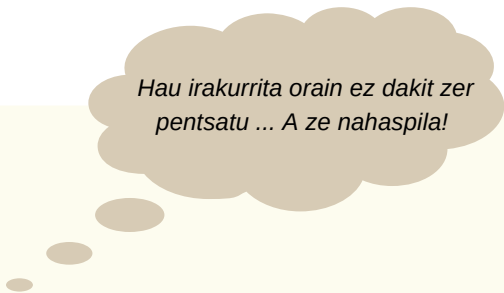 Hau irakurrita orain ez dakit zer
pentsatu ... A ze nahaspila!